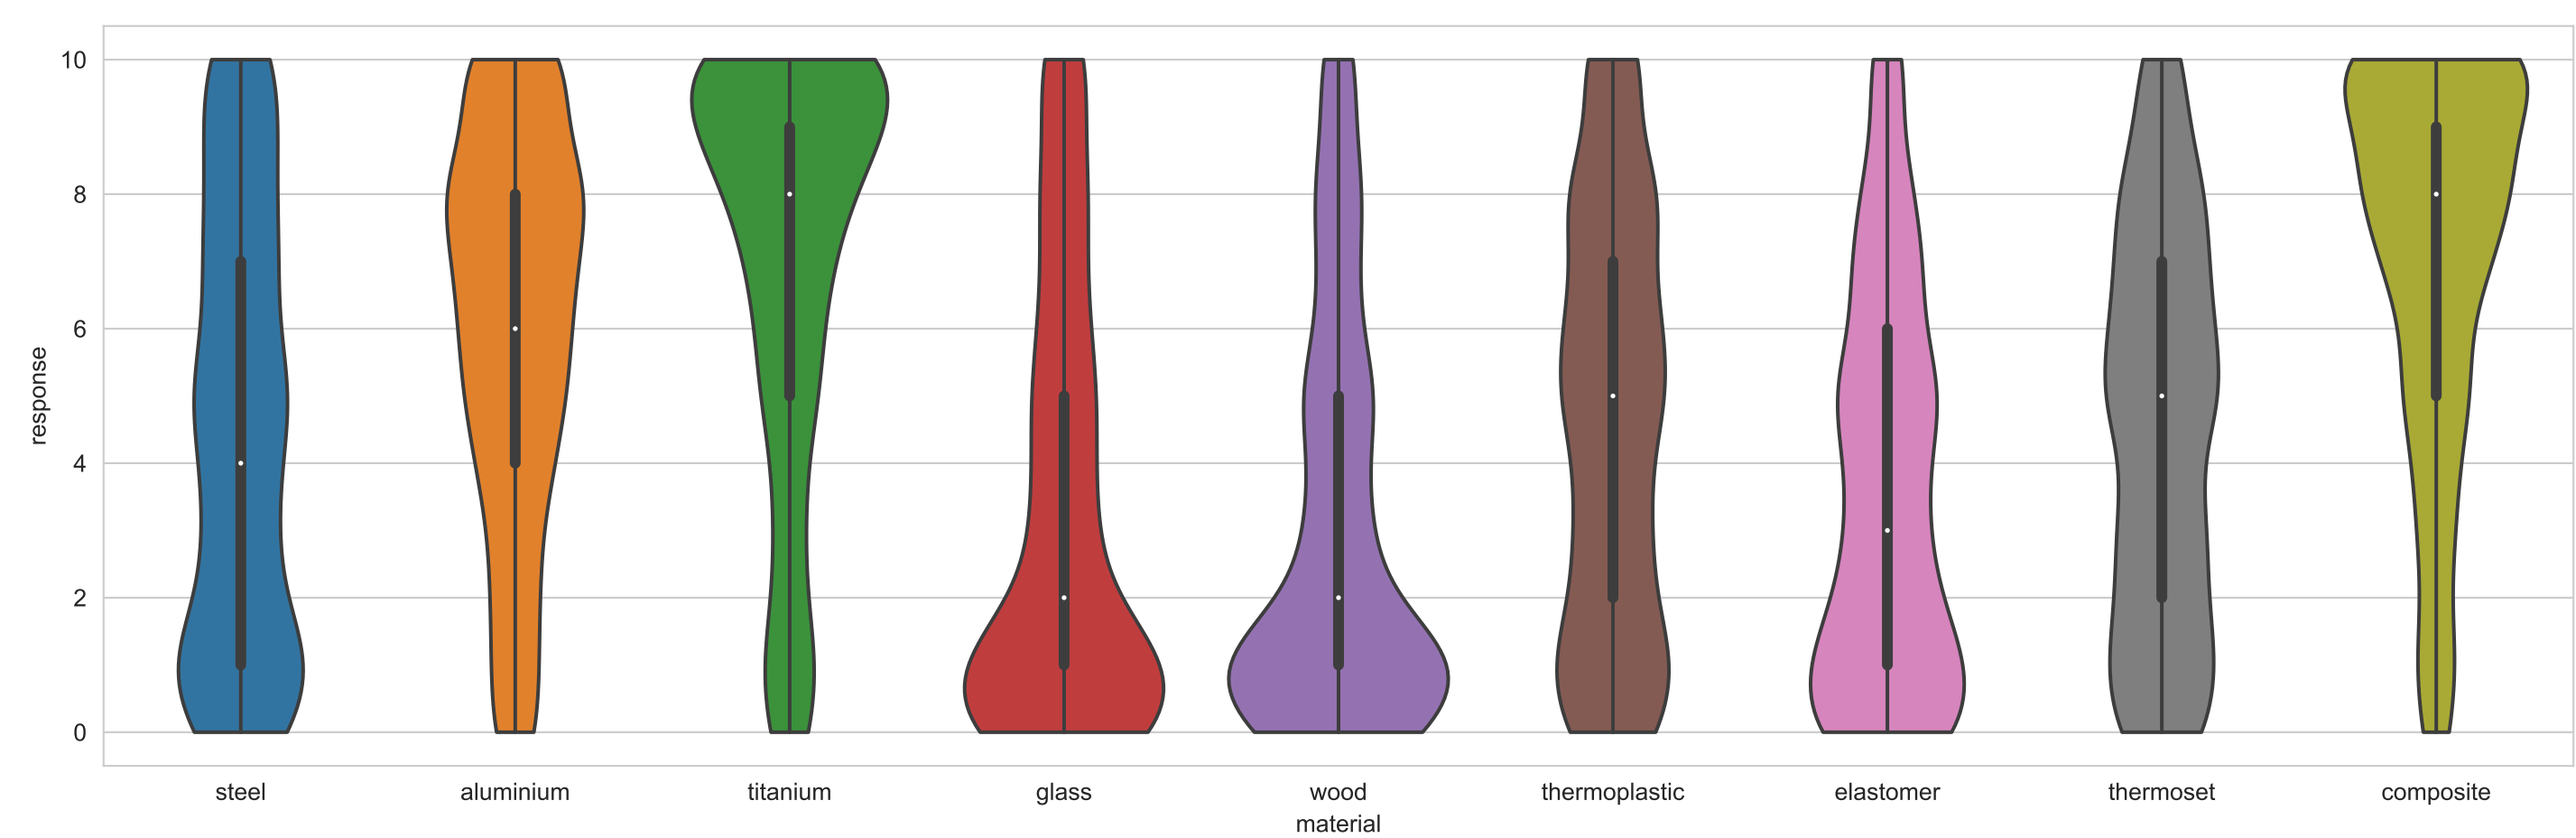 10
8
6
4
2
0
response
steel aluminium titanium glass wood thermoplastic elastomer thermoset composite
material